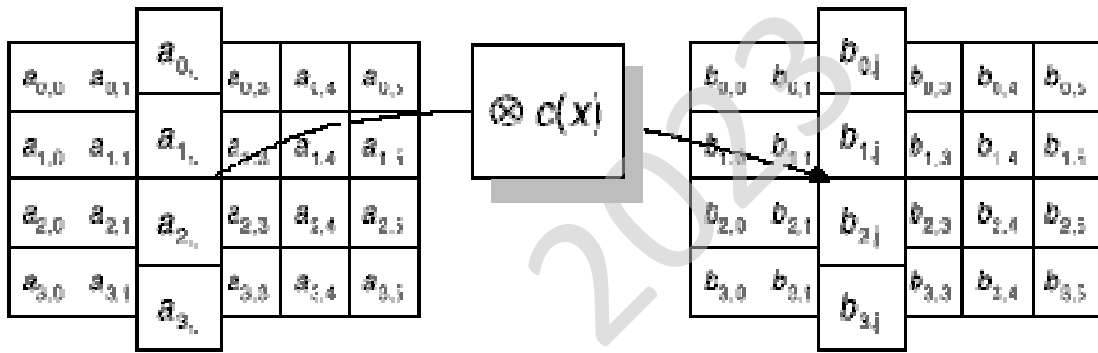 a0,0 a0,1 a0, a0,3 a0,4 a0,5 ⊗ c(x) b0,0 b0,1 b0,j b0,3 b0,4 b0,5
a1,0 a1,1 a1, a1,3 a1,4 a1,5 b1,0 b1,1 b1,j b1,3 b1,4 b1,5
a2,0 a2,1 a2, a2,3 a2,4 a2,5 b2,0 b2,1 b2,j b2,3 b2,4 b2,5
a3,0 a3,1 a3, a3,3 a3,4 a3,5 b3,0 b3,1 b3,j b3,3 b3,4 b3,5
2023